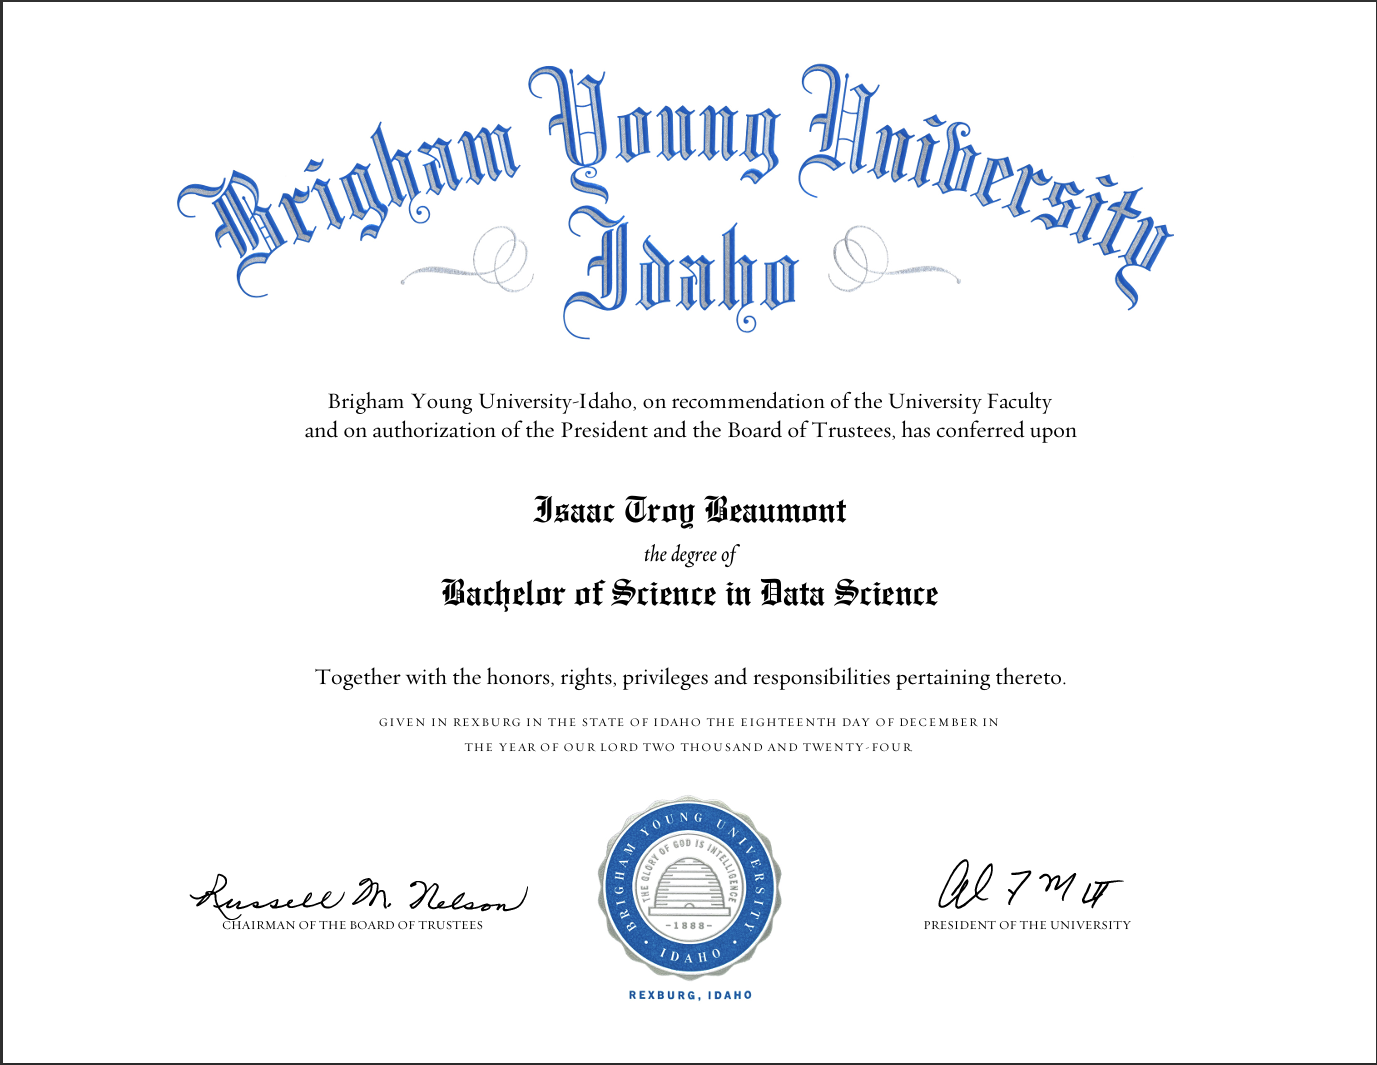 Brigham Young University
Idaho
Brigham Young University-Idaho, on recommendation of the University Faculty
and on authorization of the President and the Board of Trustees, has conferred upon
Isaac Troy Beaumont
the degree of
Bachelor of Science in Data Science
Together with the honors, rights, privileges and responsibilities pertaining thereto.
GIVEN IN REXBURG IN THE STATE OF IDAHO THE EIGHTEENTH DAY OF DECEMBER IN
THE YEAR OF OUR LORD TWO THOUSAND AND TWENTY-FOUR
Russell M. Nelson
CHAIRMAN OF THE BOARD OF TRUSTEES
BRIGHAM YOUNG UNIVERSITY
• IDAHO •
THE GLORY OF GOD IS INTELLIGENCE
-1888-
REXBURG, IDAHO
PRESIDENT OF THE UNIVERSITY